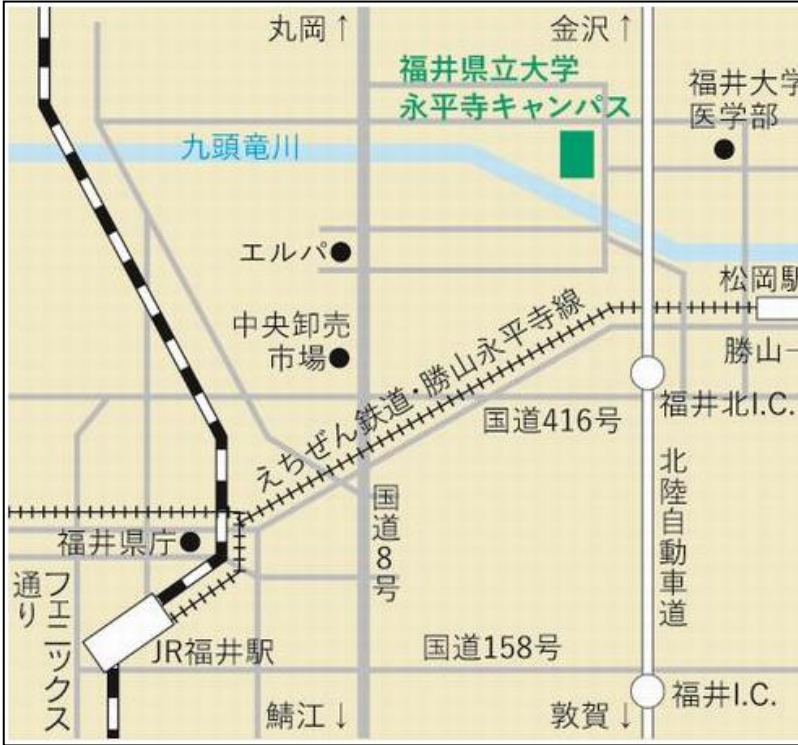 丸岡↑
金沢↑
福井県立大学
永平寺キャンパス
福井大学
医学部
九頭竜川
エルパ
松岡駅
中央卸売
市場
勝山→
えちぜん鉄道・勝山永平寺線
国道416号
福井北I.C.
北陸自動車道
国道8号
福井県庁
フェニックス
通り
JR福井駅
国道158号
鯖江↓
敦賀↓
福井I.C.